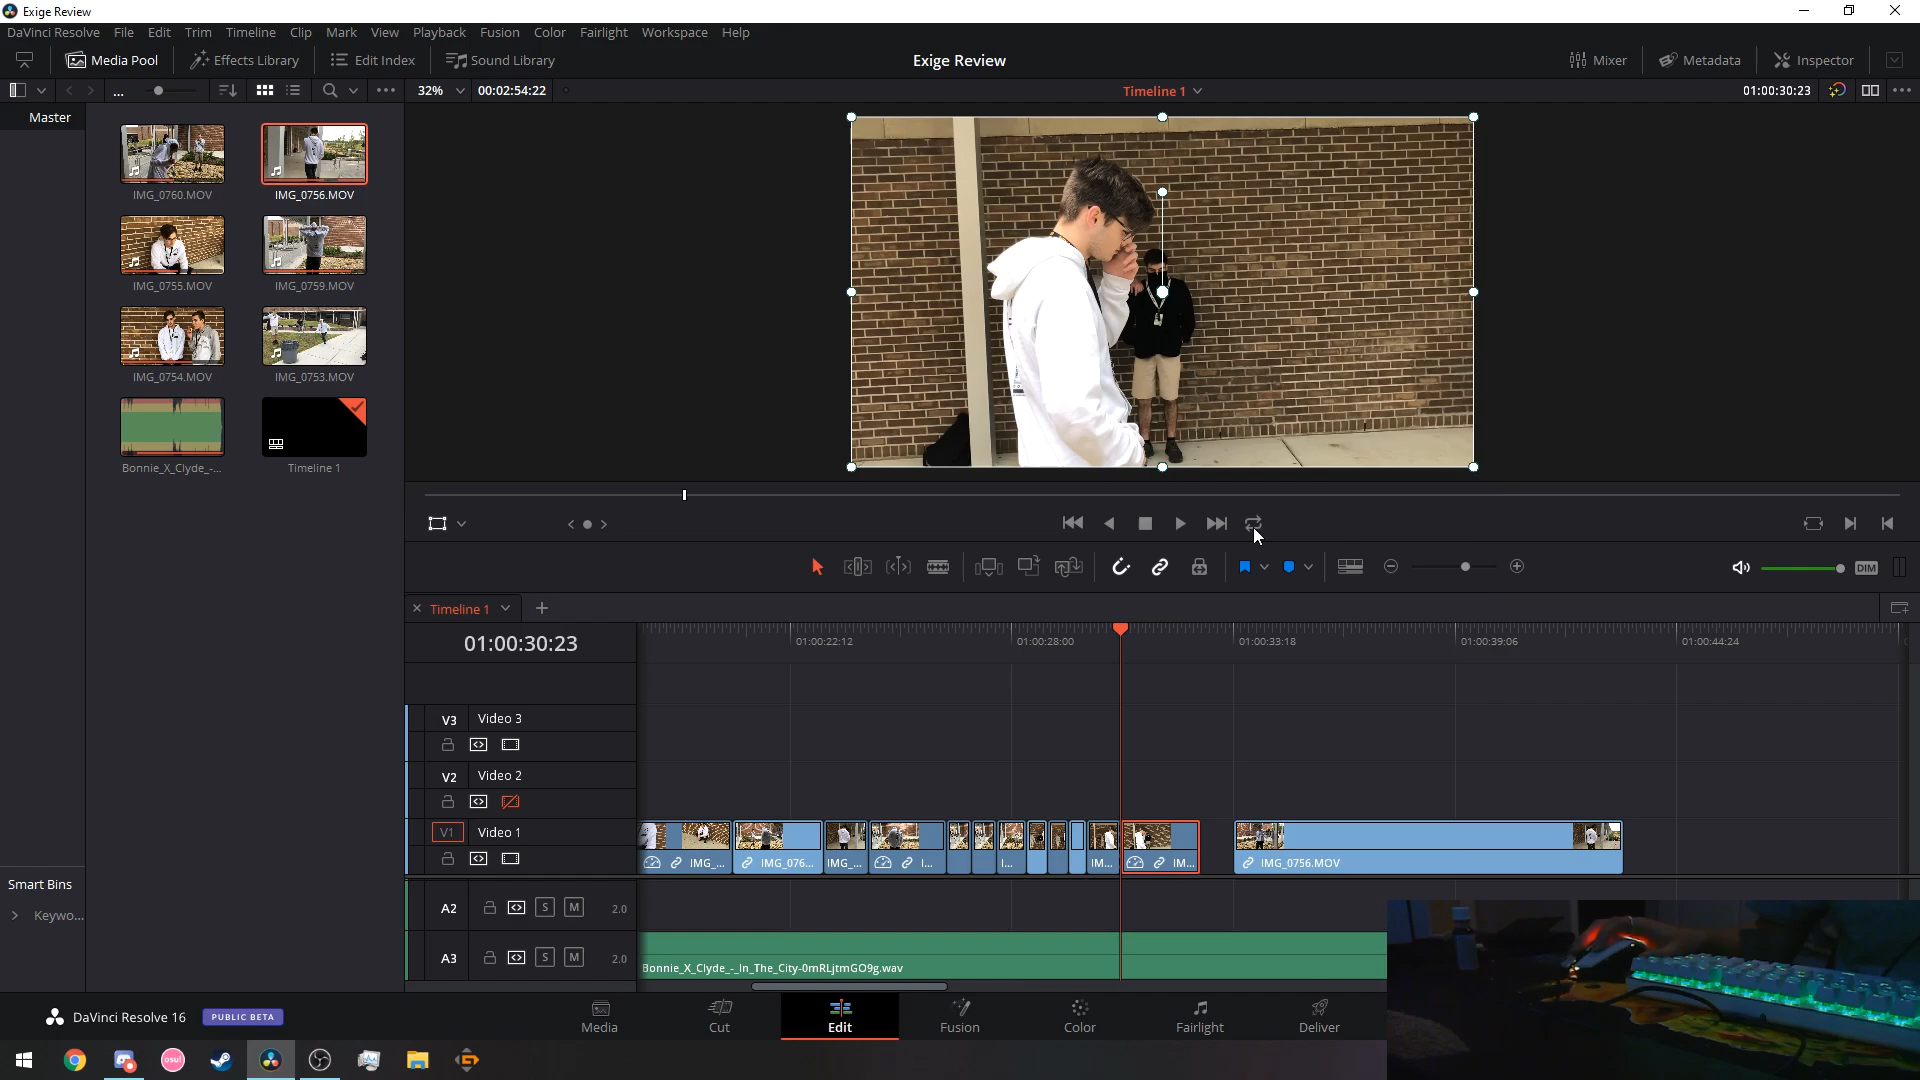 Exige Review
DaVinci Resolve File Edit Trim Timeline Clip Mark View Playback Fusion Color Fairlight Workspace Help
Media Pool Effects Library Edit Index Sound Library Exige Review Mixer Metadata Inspector
... 32% 00:02:54:22 Timeline 1 01:00:30:23
Master
IMG_0760.MOV IMG_0756.MOV
IMG_0755.MOV IMG_0759.MOV
IMG_0754.MOV IMG_0753.MOV
Bonnie_X_Clyde_-... Timeline 1
DIM
Timeline 1
01:00:30:23
01:00:22:12 01:00:28:00 01:00:33:18 01:00:39:06 01:00:44:24
V3 Video 3
V2 Video 2
V1 Video 1
IMG_... IMG_076... IMG_... I... I... IM... IM... IMG_0756.MOV
Smart Bins
Keywo...
A2 S M 2.0
A3 S M 2.0
Bonnie_X_Clyde_-_In_The_City-0mRLjtmGO9g.wav
DaVinci Resolve 16 PUBLIC BETA
Media Cut Edit Fusion Color Fairlight Deliver
osu!